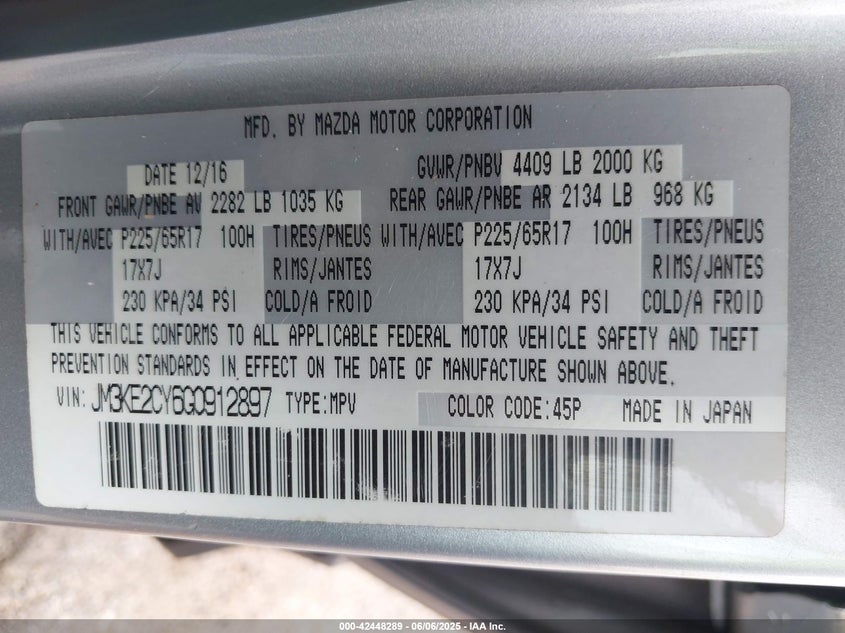 MFD. BY MAZDA MOTOR CORPORATION
DATE 12/16 GVWR/PNBV 4409 LB 2000 KG
FRONT GAWR/PNBE AV 2282 LB 1035 KG REAR GAWR/PNBE AR 2134 LB 968 KG
WITH/AVEC P225/65R17 100H TIRES/PNEUS WITH/AVEC P225/65R17 100H TIRES/PNEUS
17X7J RIMS/JANTES 17X7J RIMS/JANTES
230 KPA/34 PSI COLD/A FROID 230 KPA/34 PSI COLD/A FROID
THIS VEHICLE CONFORMS TO ALL APPLICABLE FEDERAL MOTOR VEHICLE SAFETY AND THEFT
PREVENTION STANDARDS IN EFFECT ON THE DATE OF MANUFACTURE SHOWN ABOVE.
VIN: JM3KE2CY6G0912897 TYPE:MPV COLOR CODE:45P MADE IN JAPAN
000-42448289 - 06/06/2025 - IAA Inc.